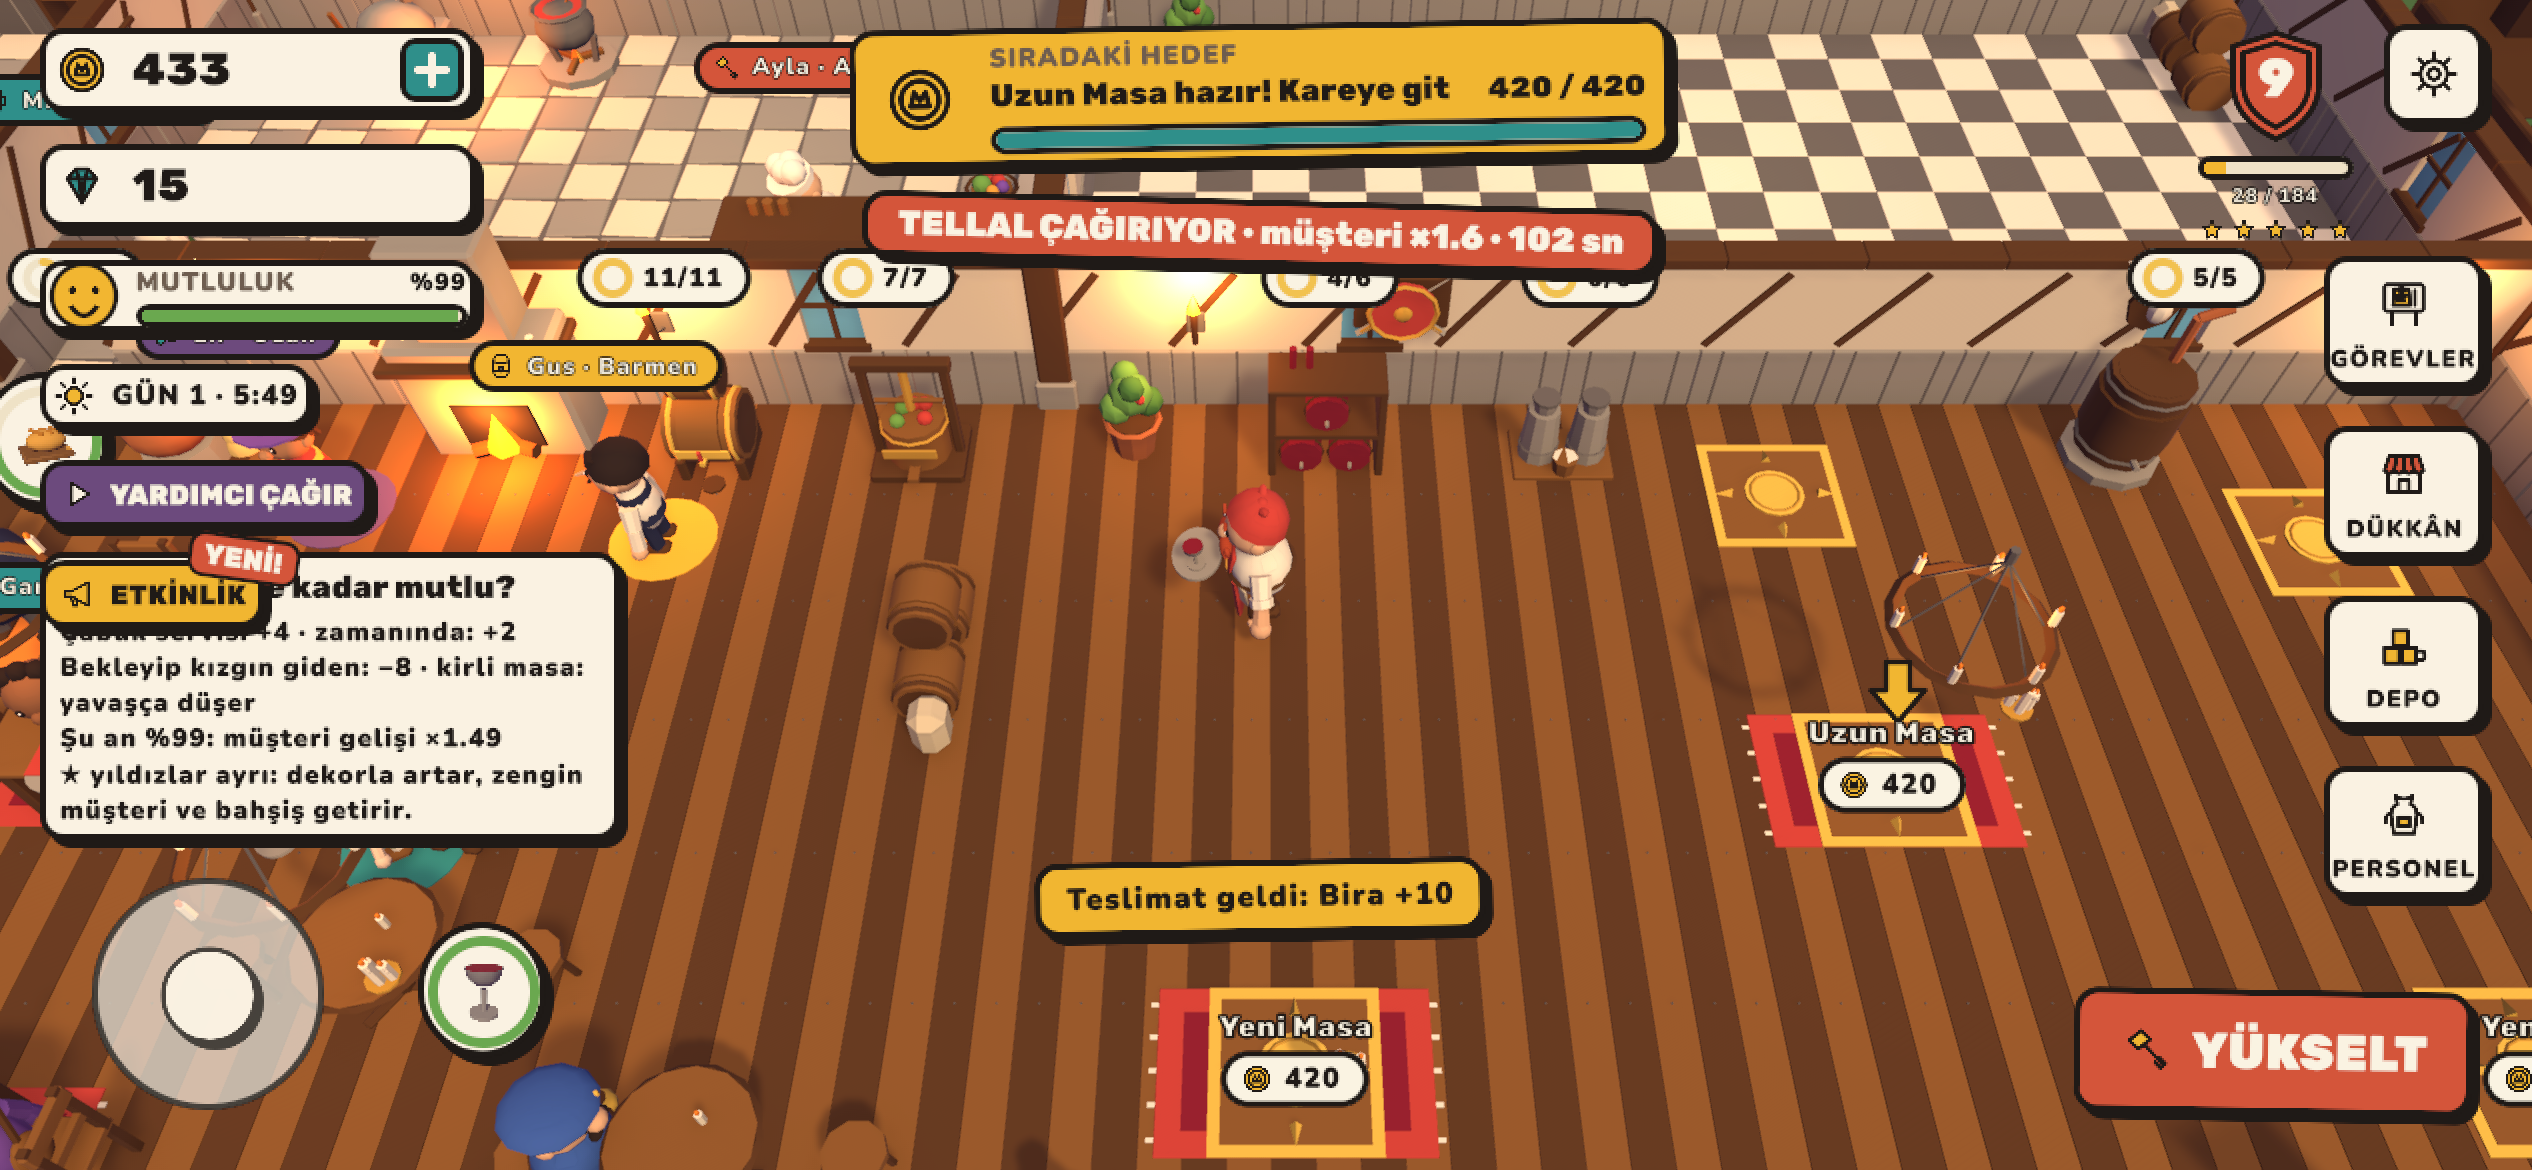 433
Ayla · A
SIRADAKİ HEDEF
Uzun Masa hazır! Kareye git 420 / 420
9
M.
15
28 / 184
TELLAL ÇAĞIRIYOR · müşteri ×1.6 · 102 sn
MUTLULUK %99
11/11
7/7
4/6
5/5
GÖREVLER
Gus · Barmen
GÜN 1 · 5:49
YARDIMCI ÇAĞIR
DÜKKÂN
YENİ!
ETKİNLİK
kadar mutlu?
Gar
+4 · zamanında: +2
Bekleyip kızgın giden: −8 · kirli masa:
yavaşça düşer
Şu an %99: müşteri gelişi ×1.49
★ yıldızlar ayrı: dekorla artar, zengin
müşteri ve bahşiş getirir.
DEPO
Uzun Masa
420
PERSONEL
Teslimat geldi: Bira +10
Yeni Masa
420
YÜKSELT
Yen